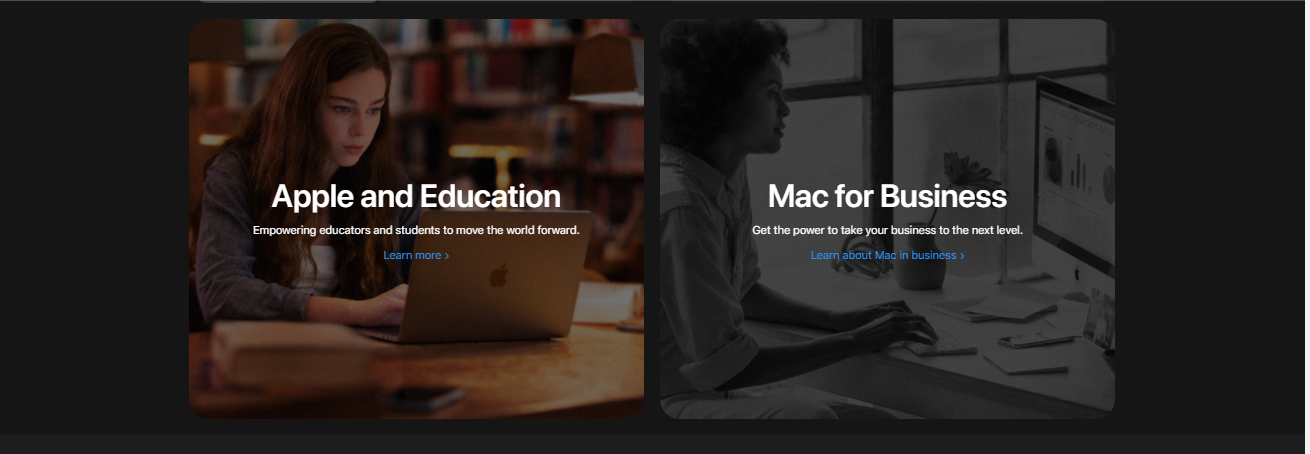 Apple and Education
Empowering educators and students to move the world forward.
Learn more >
Mac for Business
Get the power to take your business to the next level.
Learn about Mac in business >